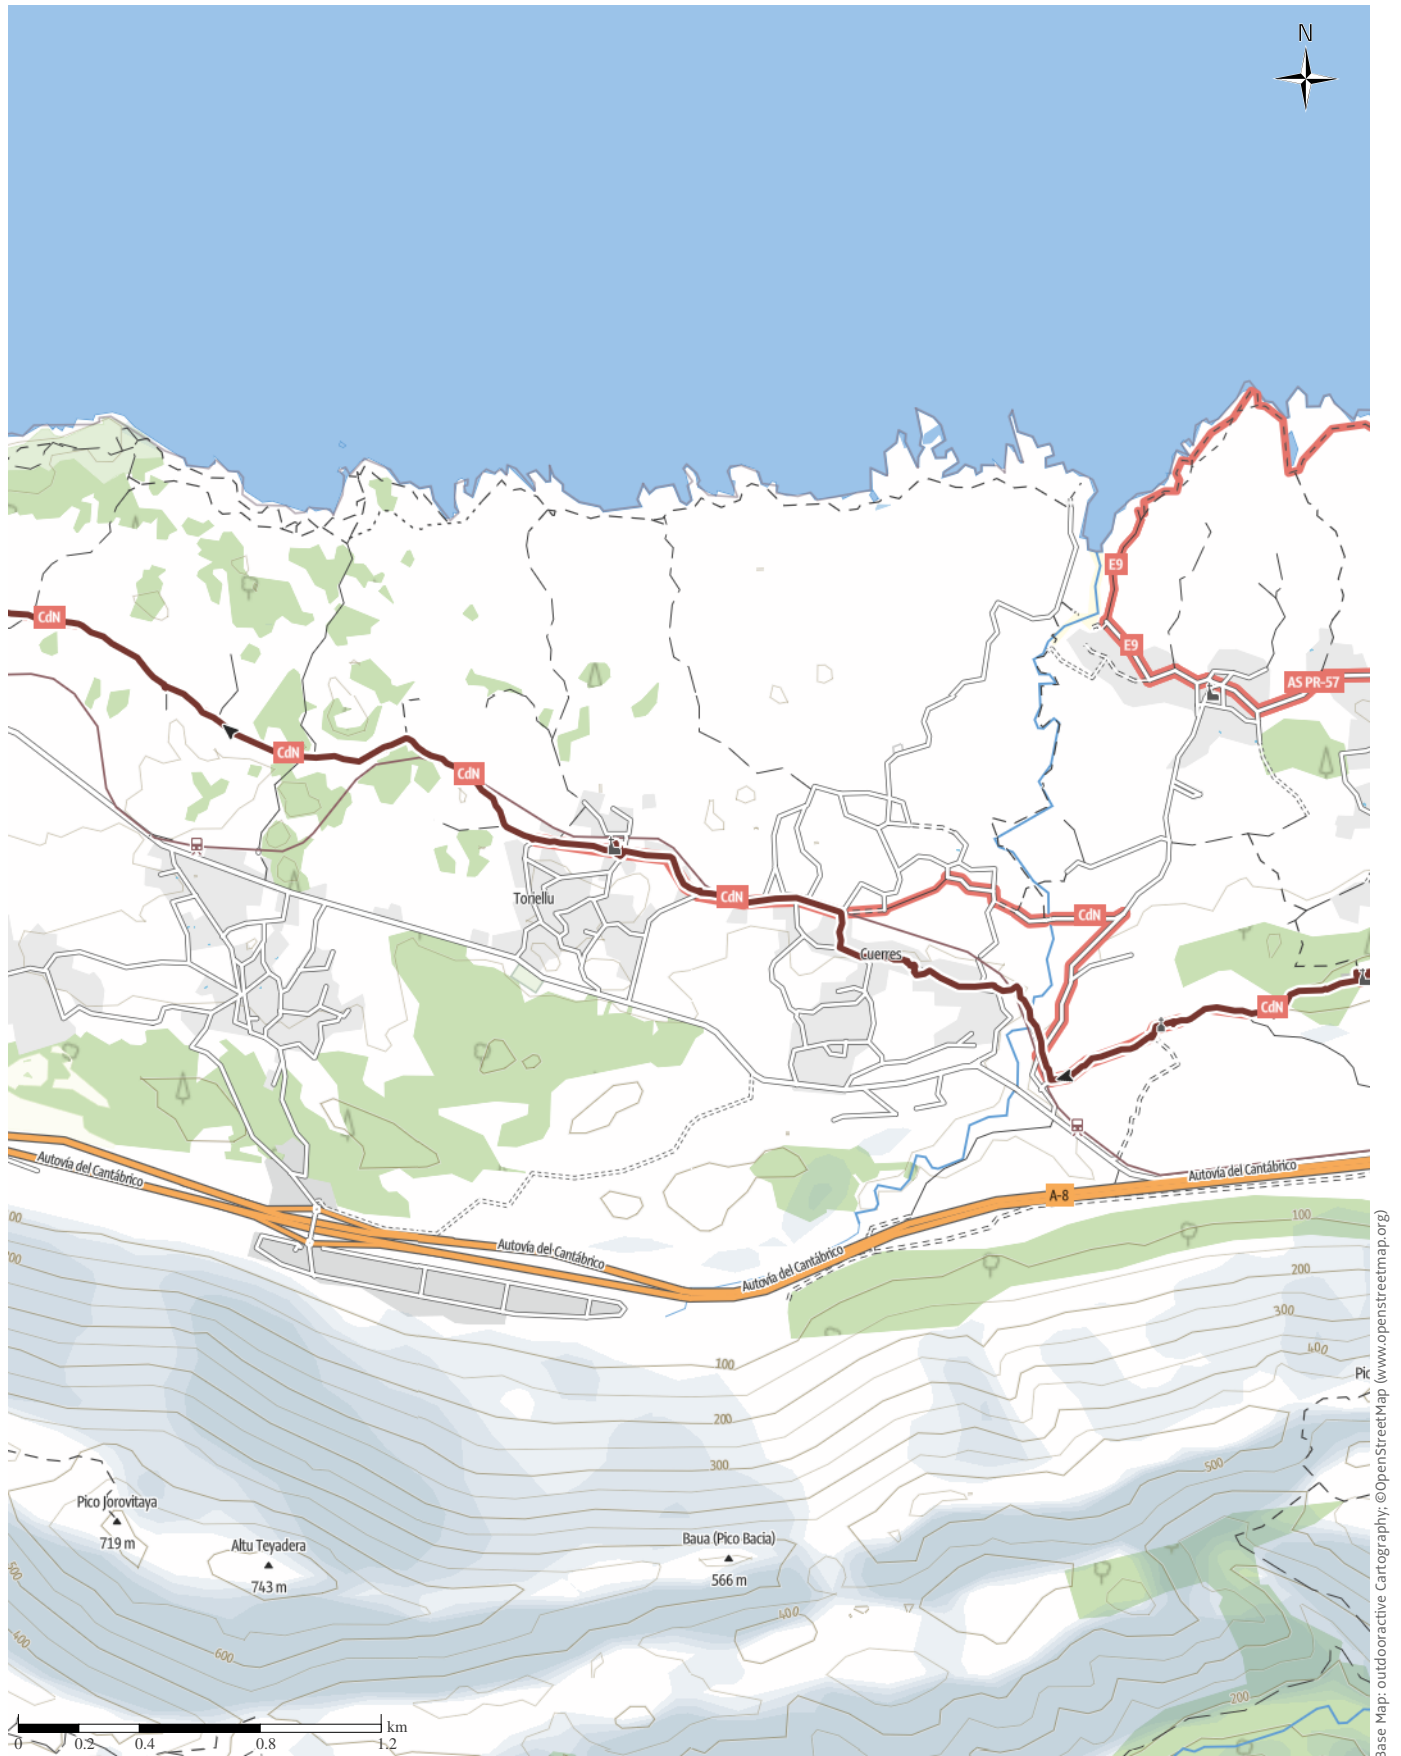 N
E9
CdN
E9
AS PR-57
CdN
CdN
Toriellu
CdN
CdN
Cuerres
CdN
Autovía del Cantábrico
Autovía del Cantábrico
A-8
Autovía del Cantábrico
Autovía del Cantábrico
100
200
300
400
100
200
300
500
Pico Jorovitaya
719 m
Altu Teyadera
743 m
Baua (Pico Bacia)
566 m
400
600
400
200
km
0
0.2
0.4
0.8
1.2
Base Map: outdooractive Cartography; ©OpenStreetMap (www.openstreetmap.org)